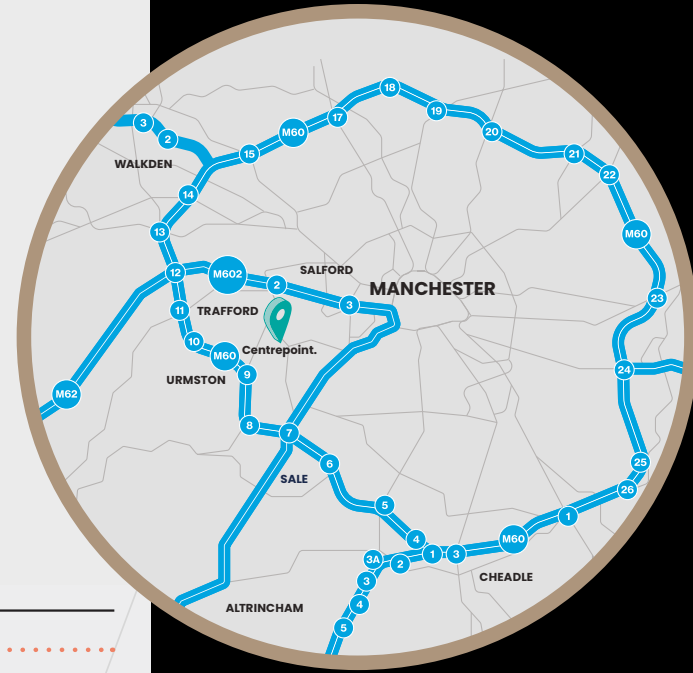 18
17
19
3
M60
20
2
15
21
WALKDEN
22
14
13
M60
12
M602
2
SALFORD
MANCHESTER
23
3
11
TRAFFORD
10
Centrepoint.
M60
24
9
URMSTON
M62
8
7
6
25
SALE
26
5
1
4
M60
1
3
3A
2
3
CHEADLE
4
ALTRINCHAM
5